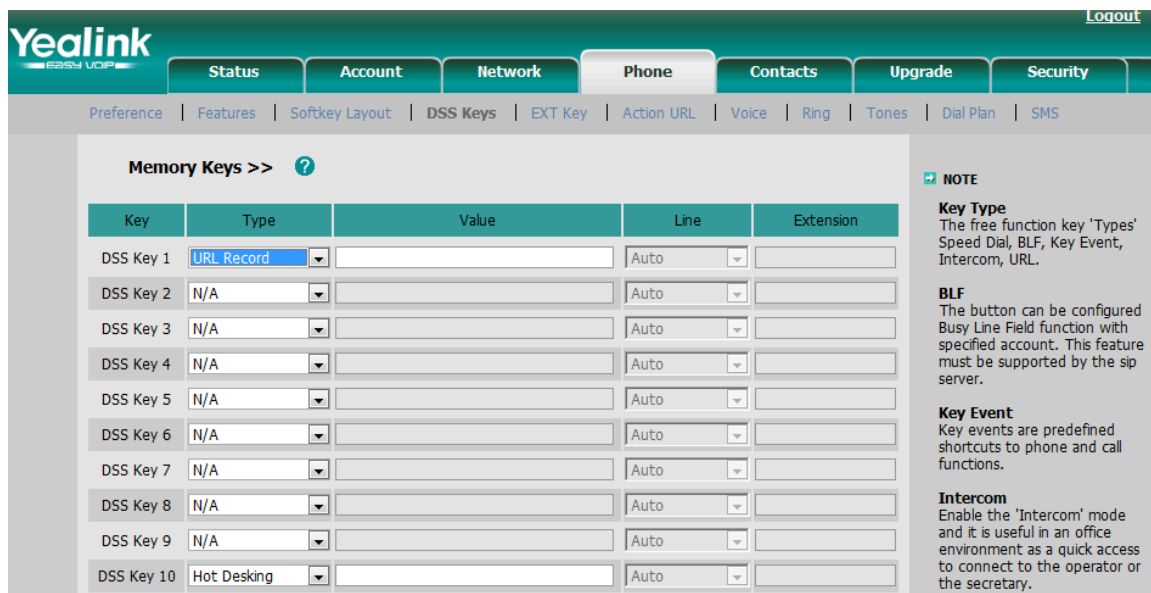 Logout
Yealink
EASY VOIP
Status Account Network Phone Contacts Upgrade Security
Preference | Features | Softkey Layout | DSS Keys | EXT Key | Action URL | Voice | Ring | Tones | Dial Plan | SMS
Memory Keys >> ?
Key Type Value Line Extension
DSS Key 1 URL Record Auto
DSS Key 2 N/A Auto
DSS Key 3 N/A Auto
DSS Key 4 N/A Auto
DSS Key 5 N/A Auto
DSS Key 6 N/A Auto
DSS Key 7 N/A Auto
DSS Key 8 N/A Auto
DSS Key 9 N/A Auto
DSS Key 10 Hot Desking Auto
NOTE
Key Type
The free function key 'Types'
Speed Dial, BLF, Key Event,
Intercom, URL.
BLF
The button can be configured
Busy Line Field function with
specified account. This feature
must be supported by the sip
server.
Key Event
Key events are predefined
shortcuts to phone and call
functions.
Intercom
Enable the 'Intercom' mode
and it is useful in an office
environment as a quick access
to connect to the operator or
the secretary.